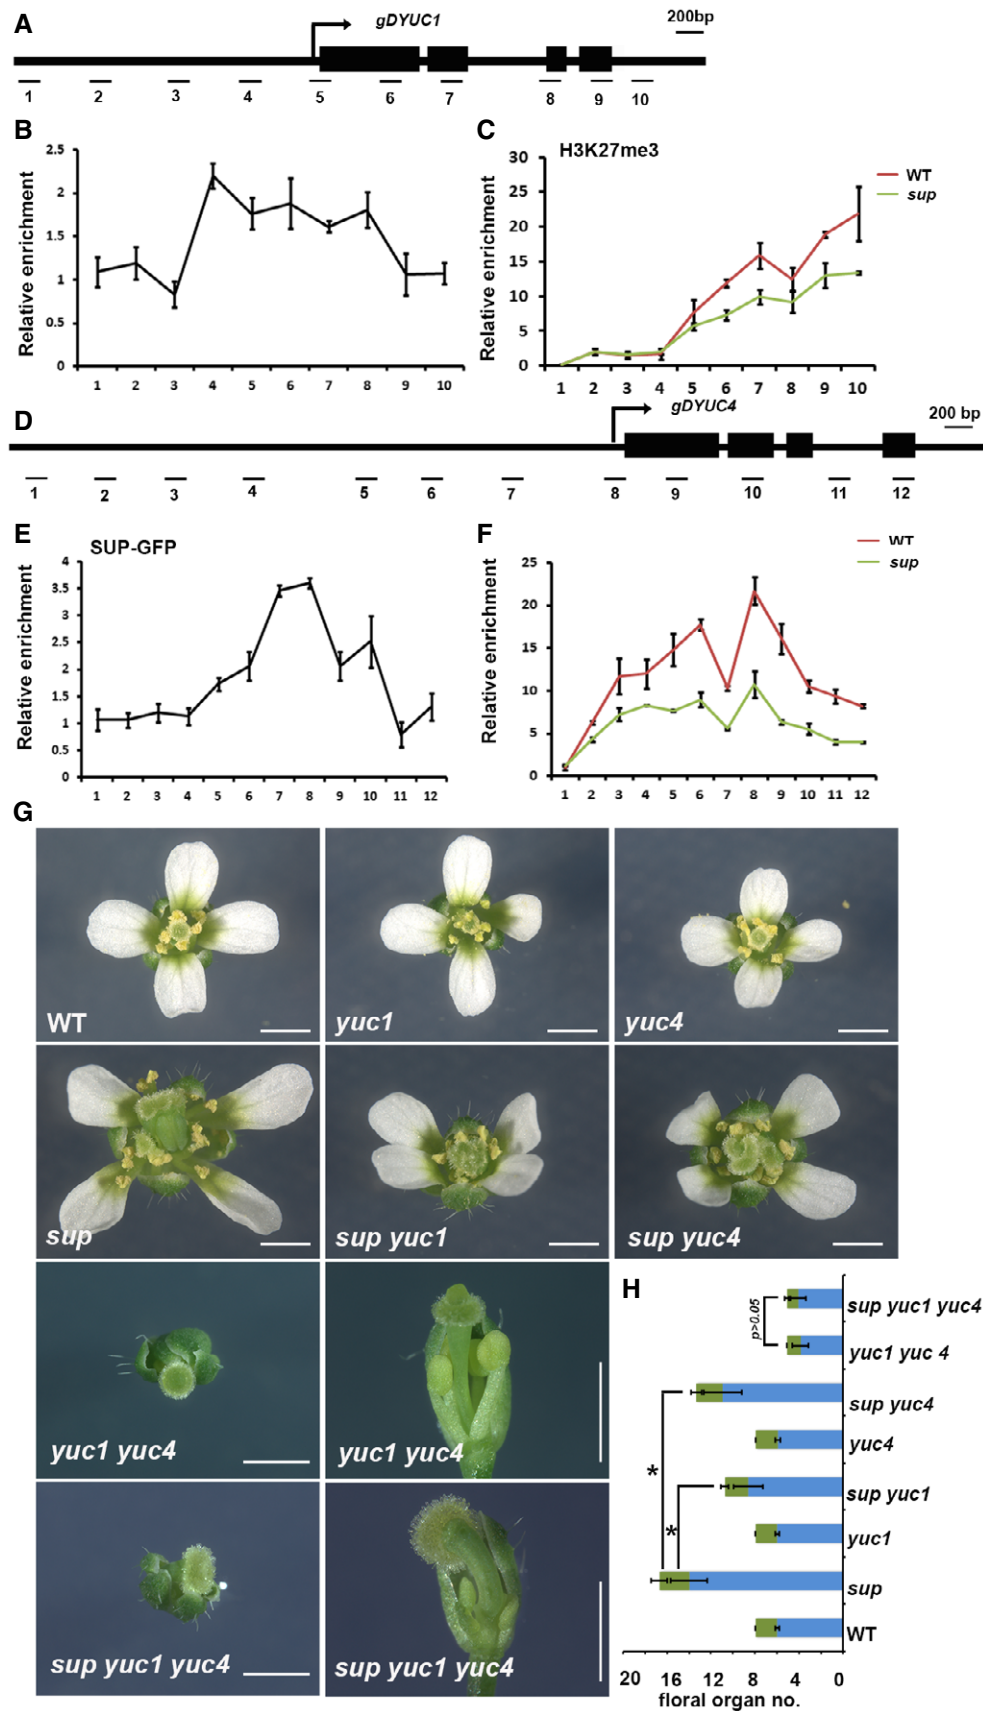 A
gDYUC1
200bp
1 2 3 4 5 6 7 8 9 10
B
Relative enrichment
2.5
2
1.5
1
0.5
0
1 2 3 4 5 6 7 8 9 10
C
H3K27me3
WT
sup
Relative enrichment
30
25
20
15
10
5
0
1 2 3 4 5 6 7 8 9 10
D
gDYUC4
200 bp
1 2 3 4 5 6 7 8 9 10 11 12
E
SUP-GFP
Relative enrichment
4
3.5
3
2.5
2
1.5
1
0.5
0
1 2 3 4 5 6 7 8 9 10 11 12
F
WT
sup
Relative enrichment
25
20
15
10
5
0
1 2 3 4 5 6 7 8 9 10 11 12
G
WT
yuc1
yuc4
sup
sup yuc1
sup yuc4
yuc1 yuc4
yuc1 yuc4
sup yuc1 yuc4
sup yuc1 yuc4
H
p>0.05
sup yuc1 yuc4
yuc1 yuc 4
sup yuc4
yuc4
*
sup yuc1
yuc1
*
sup
WT
20 16 12 8 4 0
floral organ no.